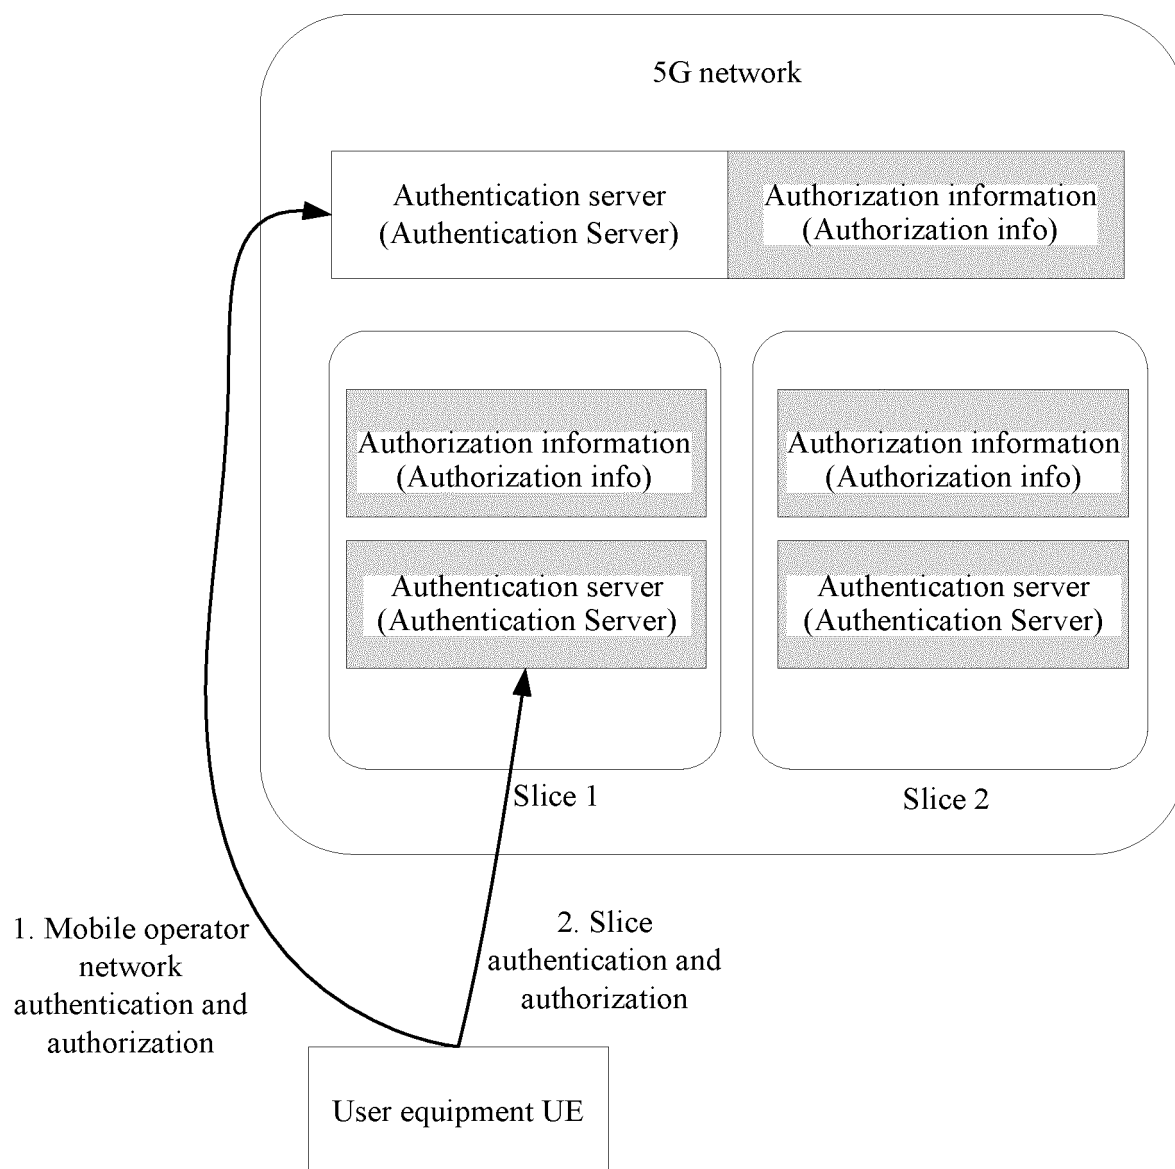 5G network
Authentication server
(Authentication Server)
Authorization information
(Authorization info)
Authorization information
(Authorization info)
Authentication server
(Authentication Server)
Slice 1
Authorization information
(Authorization info)
Authentication server
(Authentication Server)
Slice 2
1. Mobile operator
network
authentication and
authorization
2. Slice
authentication and
authorization
User equipment UE